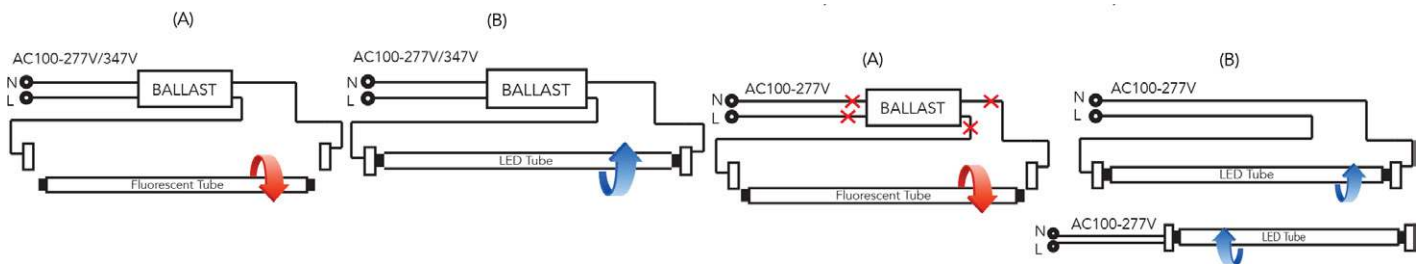 (A)
AC100-277V/347V
N
L
BALLAST
Fluorescent Tube
(B)
AC100-277V/347V
N
L
BALLAST
LED Tube
(A)
AC100-277V
N
L
BALLAST
Fluorescent Tube
(B)
AC100-277V
N
L
LED Tube
AC100-277V
N
L
LED Tube